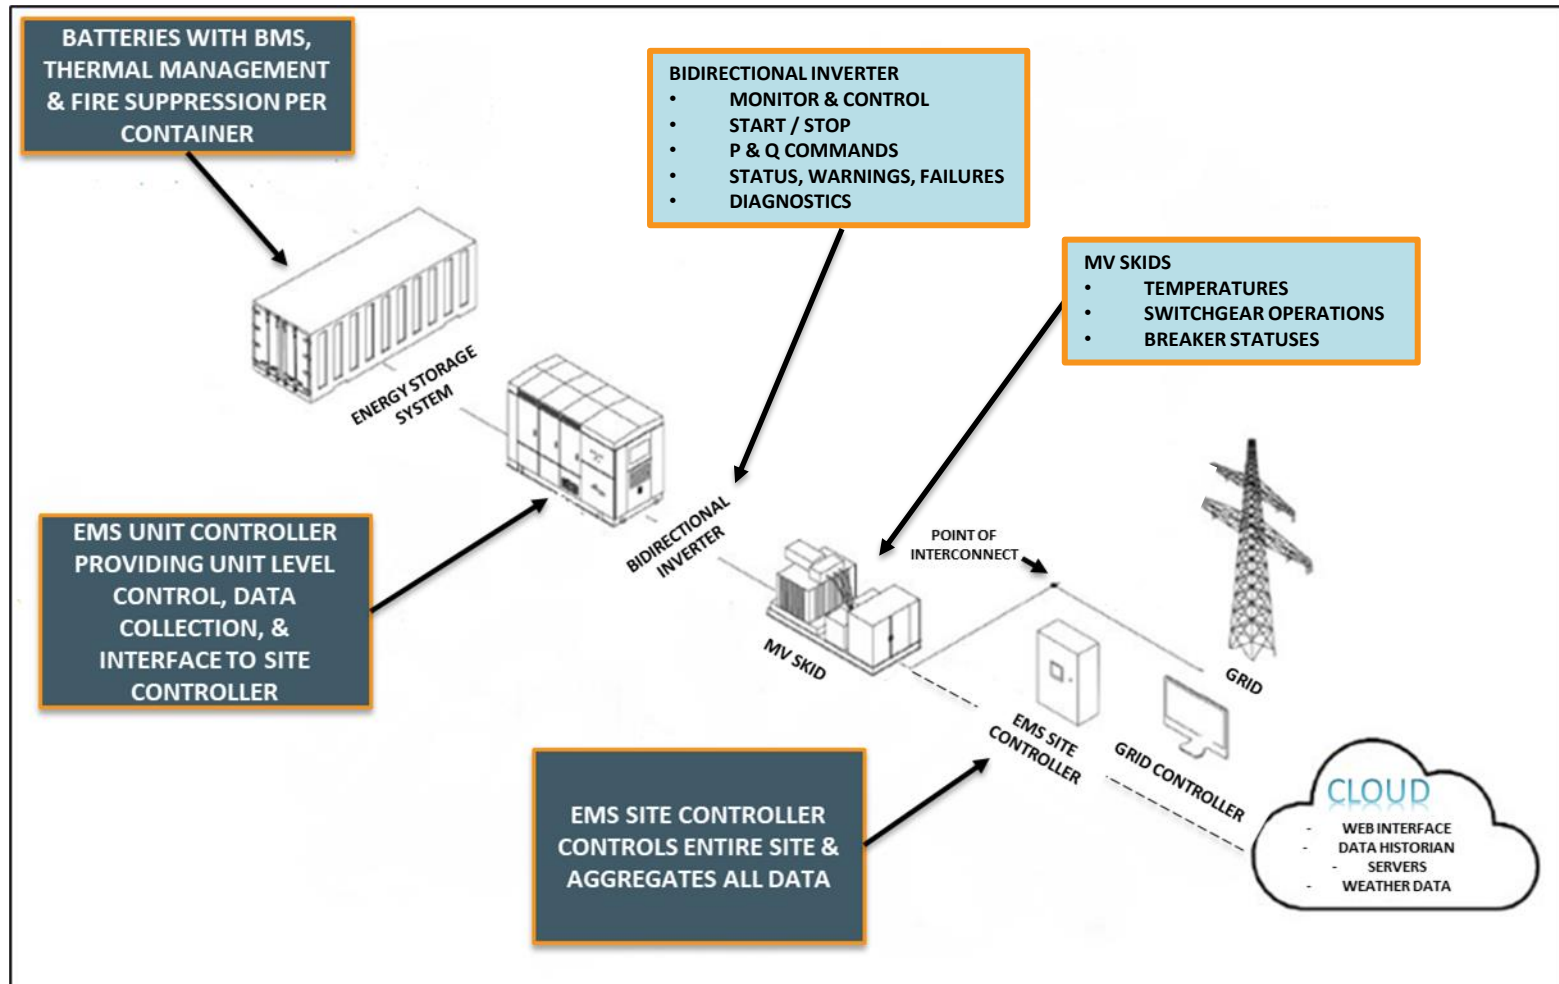 BATTERIES WITH BMS,
THERMAL MANAGEMENT
& FIRE SUPPRESSION PER
CONTAINER
BIDIRECTIONAL INVERTER
• MONITOR & CONTROL
• START / STOP
• P & Q COMMANDS
• STATUS, WARNINGS, FAILURES
• DIAGNOSTICS
MV SKIDS
• TEMPERATURES
• SWITCHGEAR OPERATIONS
• BREAKER STATUSES
ENERGY STORAGE
SYSTEM
EMS UNIT CONTROLLER
PROVIDING UNIT LEVEL
CONTROL, DATA
COLLECTION, &
INTERFACE TO SITE
CONTROLLER
BIDIRECTIONAL
INVERTER
POINT OF
INTERCONNECT
MV SKID
GRID
EMS SITE
CONTROLLER
GRID CONTROLLER
EMS SITE CONTROLLER
CONTROLS ENTIRE SITE &
AGGREGATES ALL DATA
CLOUD
- WEB INTERFACE
- DATA HISTORIAN
- SERVERS
- WEATHER DATA